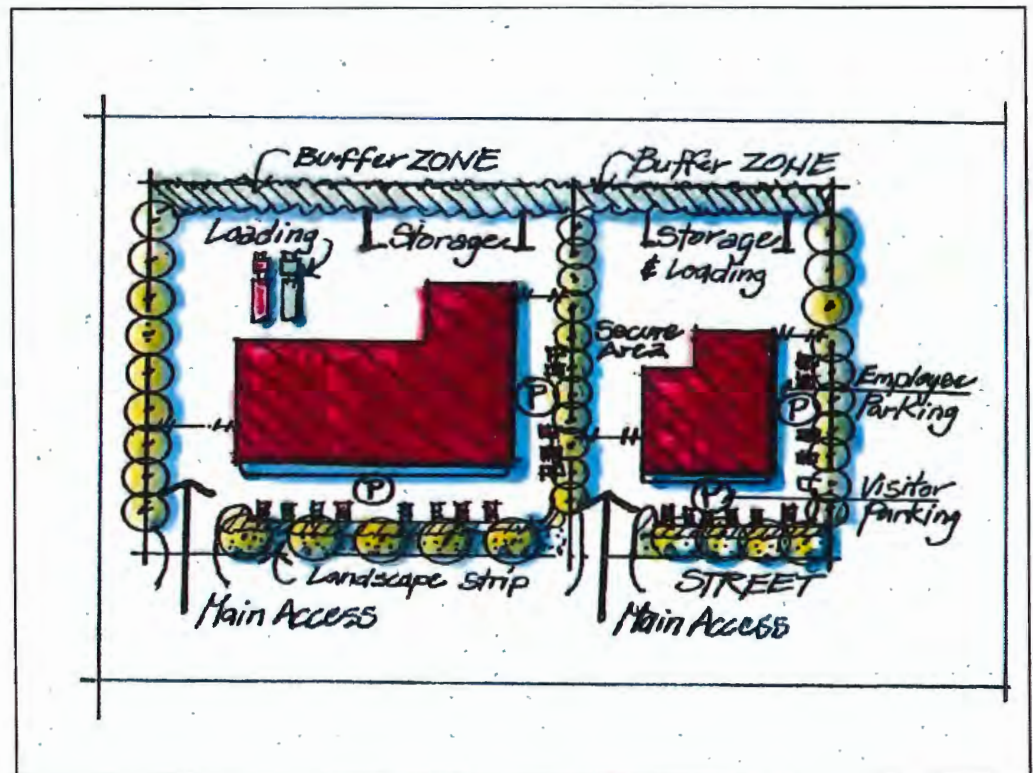 Buffer ZONE
Buffer ZONE
Loading
Storage
Storage
& Loading
Secure
Area
P
P
Employee
Parking
P
P
Visitor
Parking
Landscape strip
STREET
Main Access
Main Access